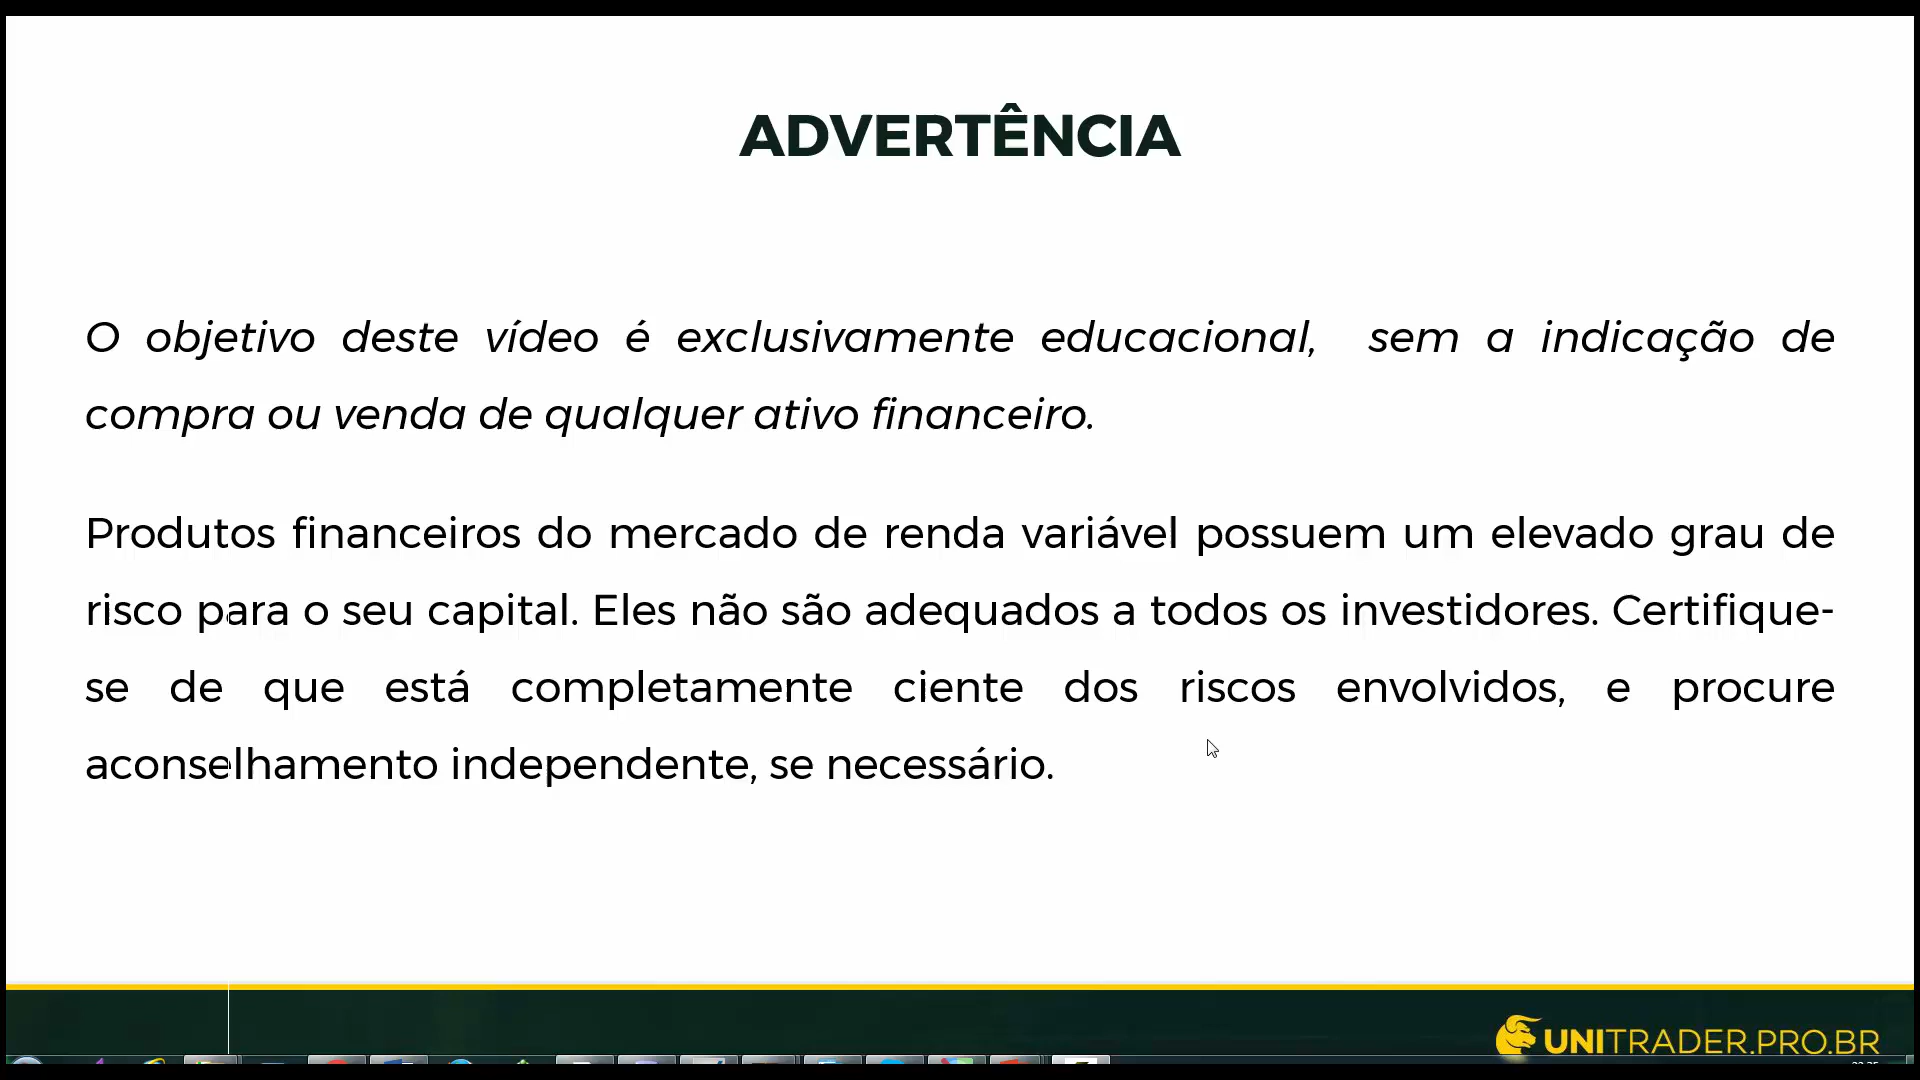 ADVERTÊNCIA
O objetivo deste vídeo é exclusivamente educacional, sem a indicação de
compra ou venda de qualquer ativo financeiro.
Produtos financeiros do mercado de renda variável possuem um elevado grau de
risco para o seu capital. Eles não são adequados a todos os investidores. Certifique-
se de que está completamente ciente dos riscos envolvidos, e procure
aconselhamento independente, se necessário.
UNITRADER.PRO.BR